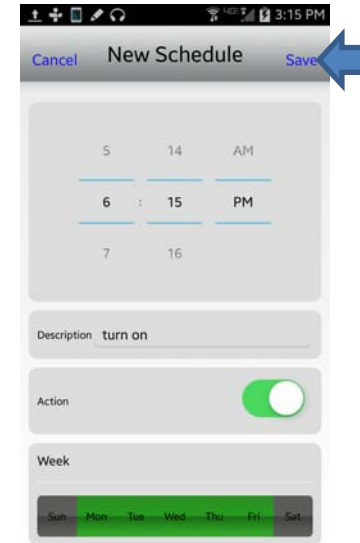 3:15 PM
Cancel New Schedule Save
5 14 AM
6 : 15 PM
7 16
Description turn on
Action
Week
Sun Mon Tue Wed Thu Fri Sat